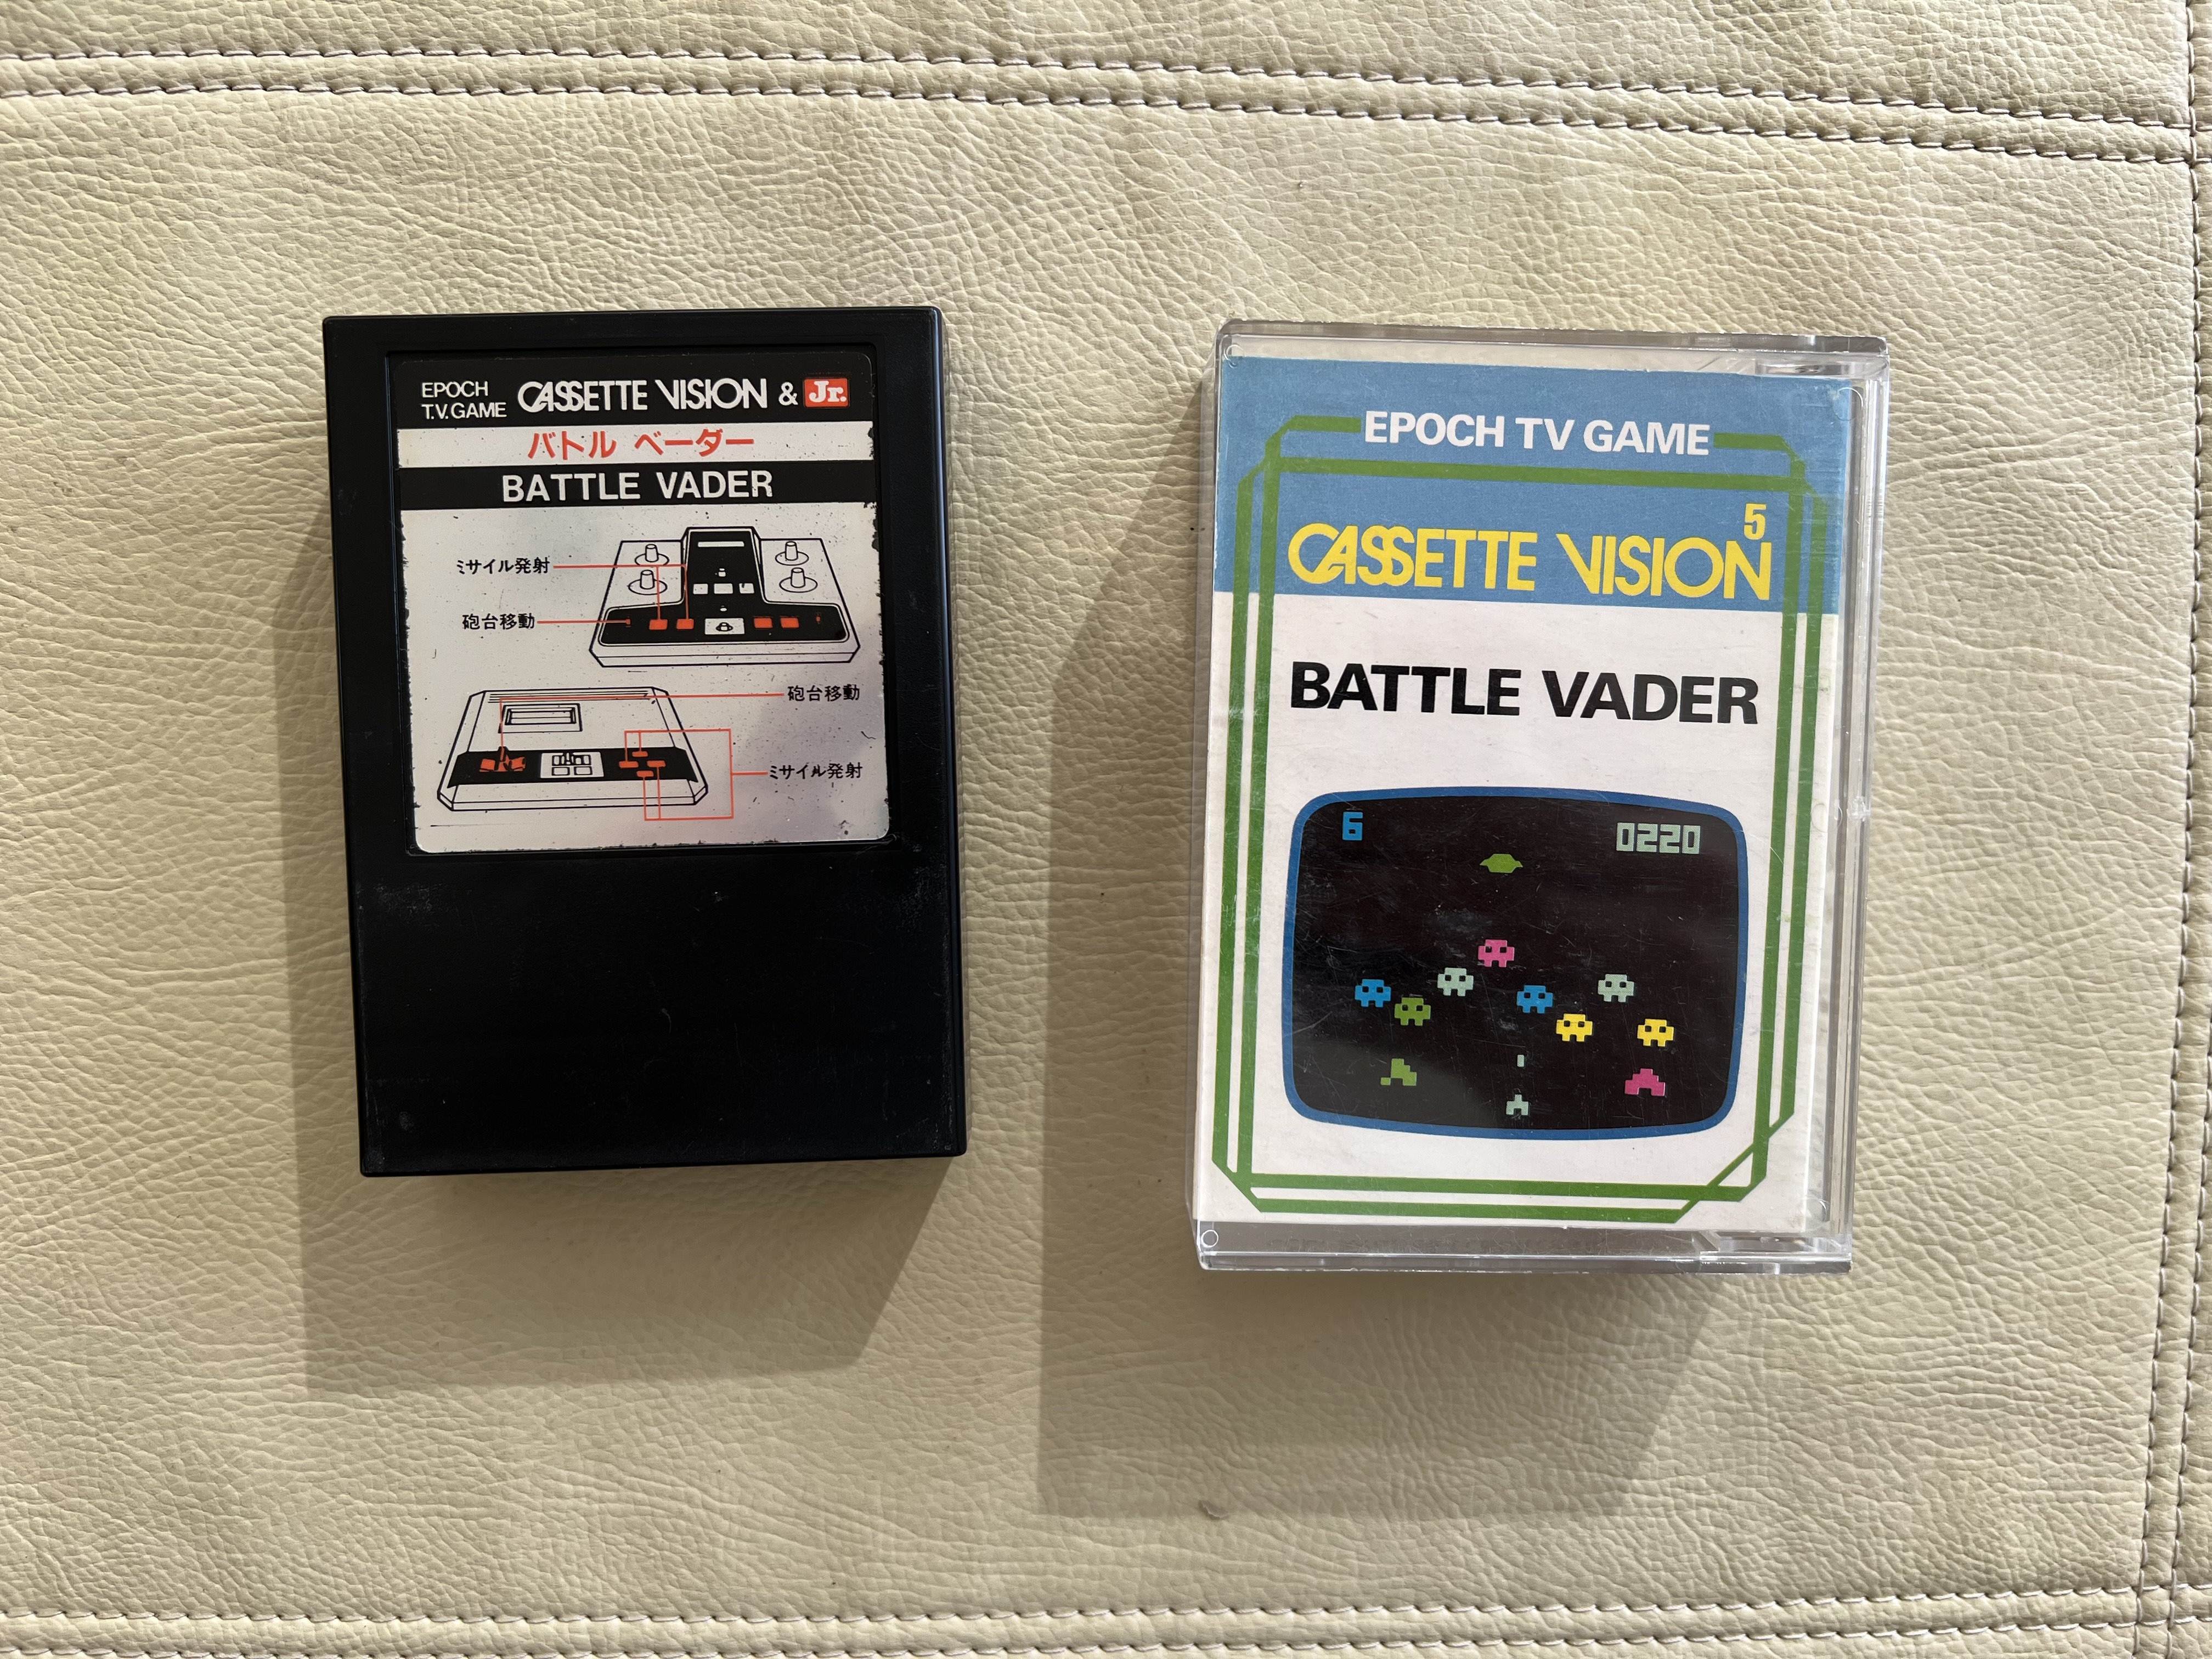 EPOCH
T.V.GAME CASSETTE VISION & Jr.
バトル ベーダー
BATTLE VADER
ミサイル発射
砲台移動
砲台移動
ミサイル発射
EPOCH TV GAME
5
CASSETTE VISION
BATTLE VADER
6 0220